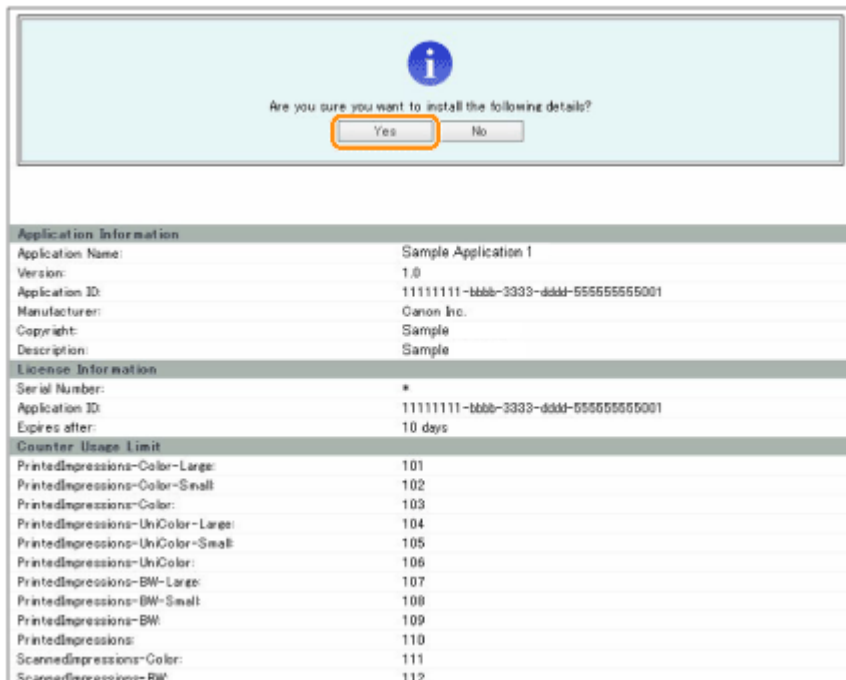 Are you sure you want to install the following details?
Yes No
Application Information
Application Name: Sample Application 1
Version: 1.0
Application ID: 11111111-bbbb-3333-dddd-555555555001
Manufacturer: Canon Inc.
Copyright: Sample
Description: Sample
License Information
Serial Number: *
Application ID: 11111111-bbbb-3333-dddd-555555555001
Expires after: 10 days
Counter Usage Limit
PrintedImpressions-Color-Large: 101
PrintedImpressions-Color-Small: 102
PrintedImpressions-Color: 103
PrintedImpressions-UniColor-Large: 104
PrintedImpressions-UniColor-Small: 105
PrintedImpressions-UniColor: 106
PrintedImpressions-BW-Large: 107
PrintedImpressions-BW-Small: 108
PrintedImpressions-BW: 109
PrintedImpressions: 110
ScannedImpressions-Color: 111
ScannedImpressions-BW: 112